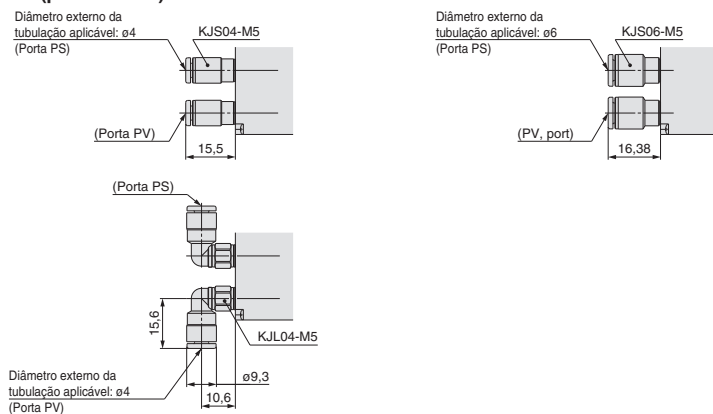 Diâmetro externo da
tubulação aplicável: ø4
(Porta PS)
KJS04-M5
(Porta PV)
15,5
Diâmetro externo da
tubulação aplicável: ø6
(Porta PS)
KJS06-M5
(PV, port)
16,38
(Porta PS)
15,6
KJL04-M5
ø9,3
10,6
Diâmetro externo da
tubulação aplicável: ø4
(Porta PV)